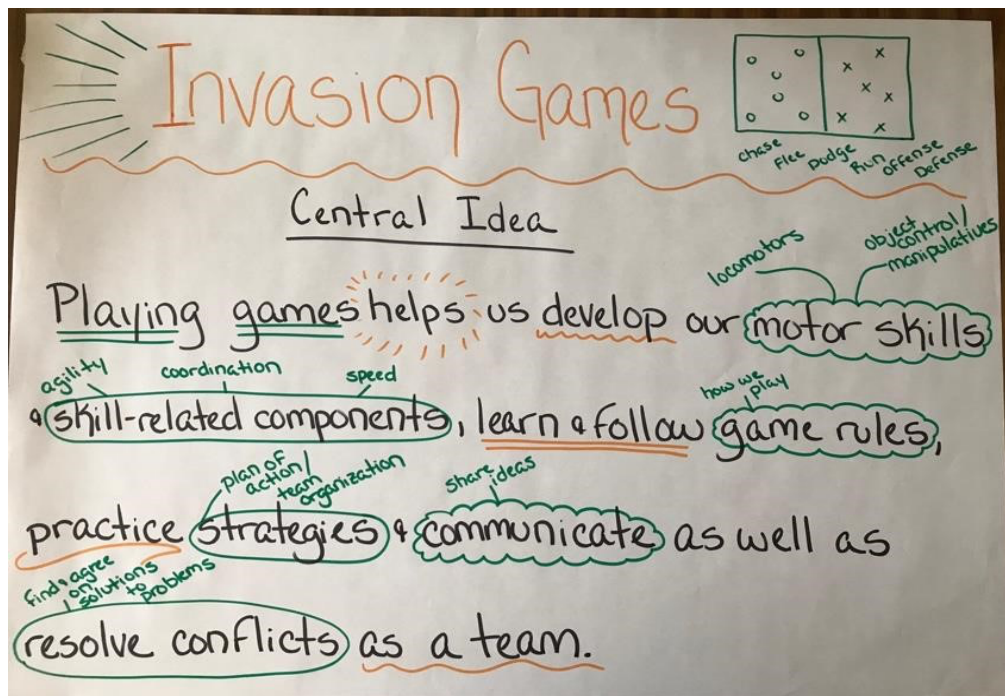 Invasion Games
chase
Flee
Dodge
Run
Offense
Defense
Central Idea
locomotors
object
control/
manipulatives
Playing games helps us develop our motor skills
agility
coordination
speed
how we
play
& skill-related components, learn & follow game rules,
plan of
action/
team
organization
share
ideas
practice strategies & communicate as well as
find & agree
on
solutions
to
problems
resolve conflicts as a team.